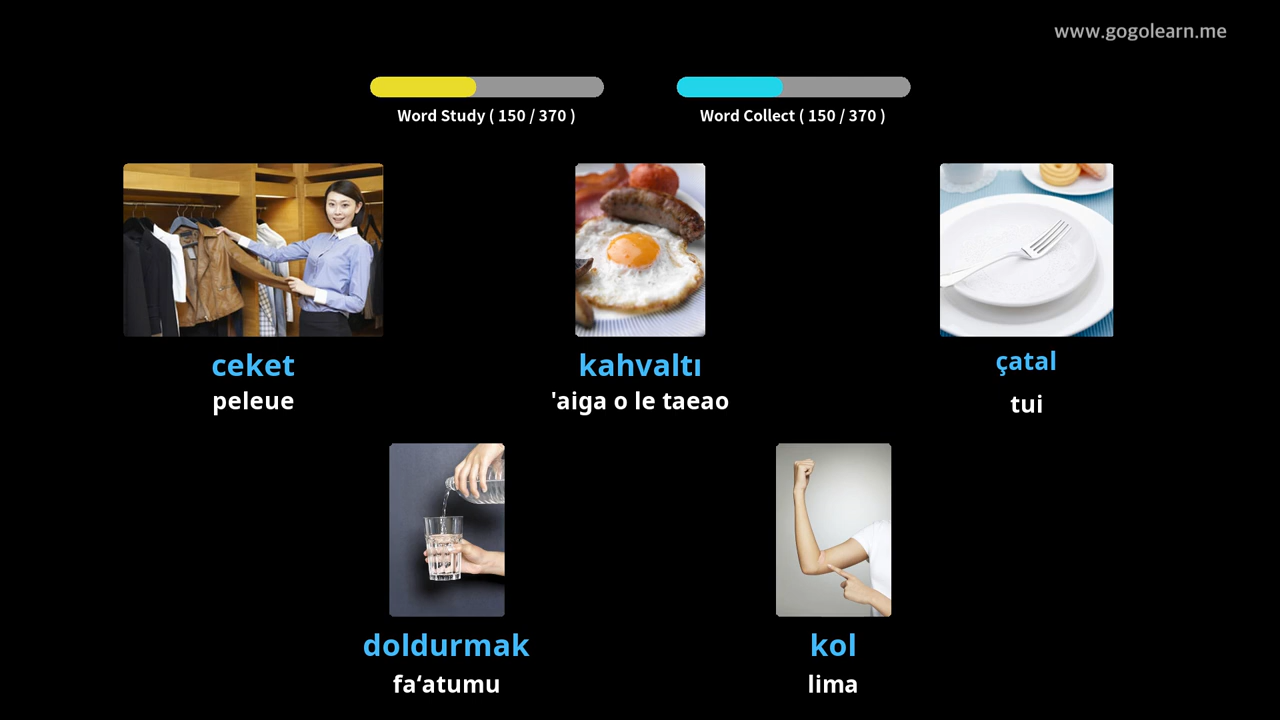 www.gogolearn.me
Word Study ( 150 / 370 )
Word Collect ( 150 / 370 )
ceket
peleue
kahvaltı
'aiga o le taeao
çatal
tui
doldurmak
fa‘atumu
kol
lima